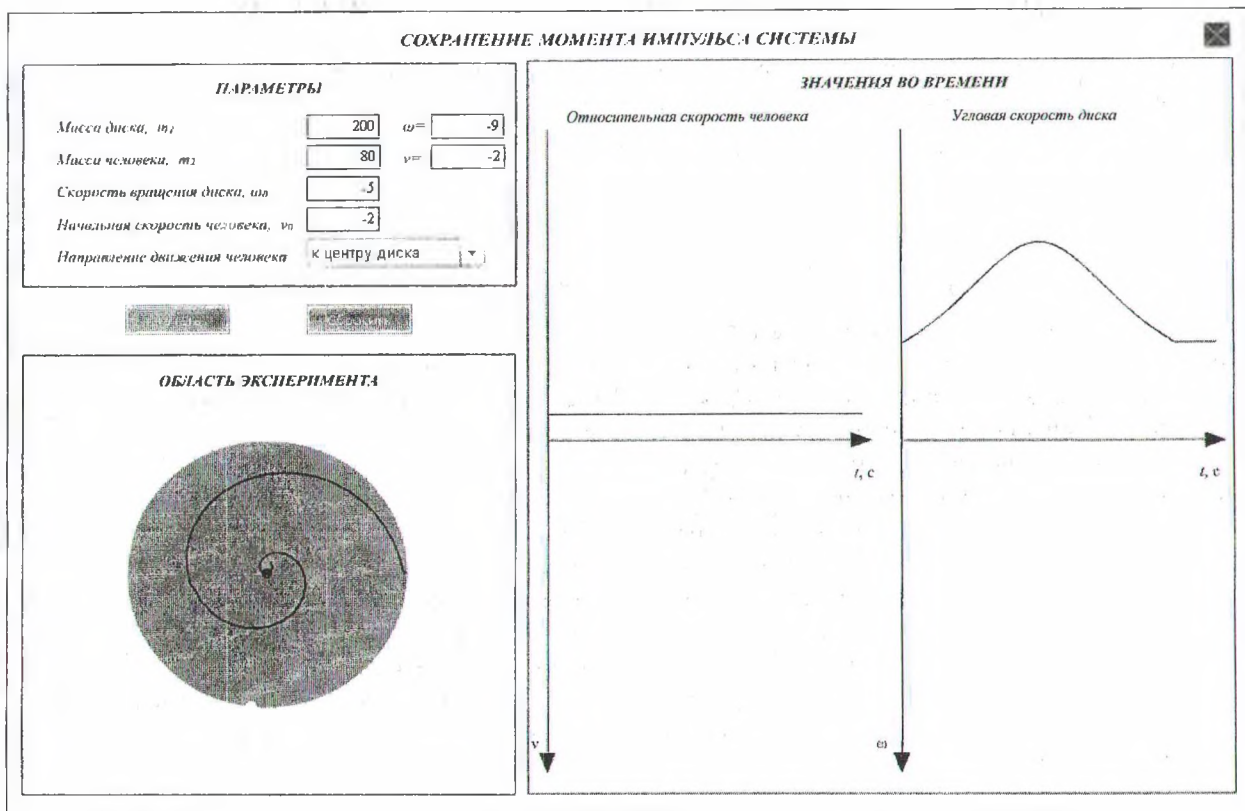 СОХРАНЕНИЕ МОМЕНТА ИМПУЛЬСА СИСТЕМЫ
ПАРАМЕТРЫ
Масса диска, m₁ 200 ω= -9
Масса человека, m₂ 80 v= -2
Скорость вращения диска, ω₀ -5
Начальная скорость человека, v₀ -2
Направление движения человека к центру диска
ОБЛАСТЬ ЭКСПЕРИМЕНТА
ЗНАЧЕНИЯ ВО ВРЕМЕНИ
Относительная скорость человека
t, c
v
Угловая скорость диска
t, c
ω